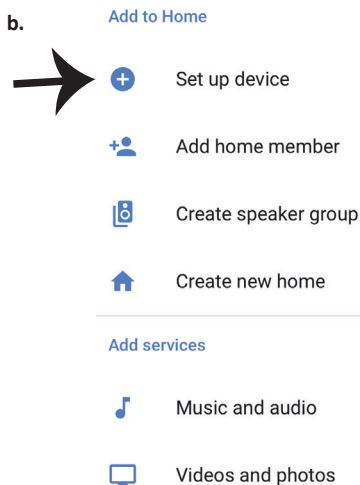 b.
Add to Home
Set up device
Add home member
Create speaker group
Create new home
Add services
Music and audio
Videos and photos